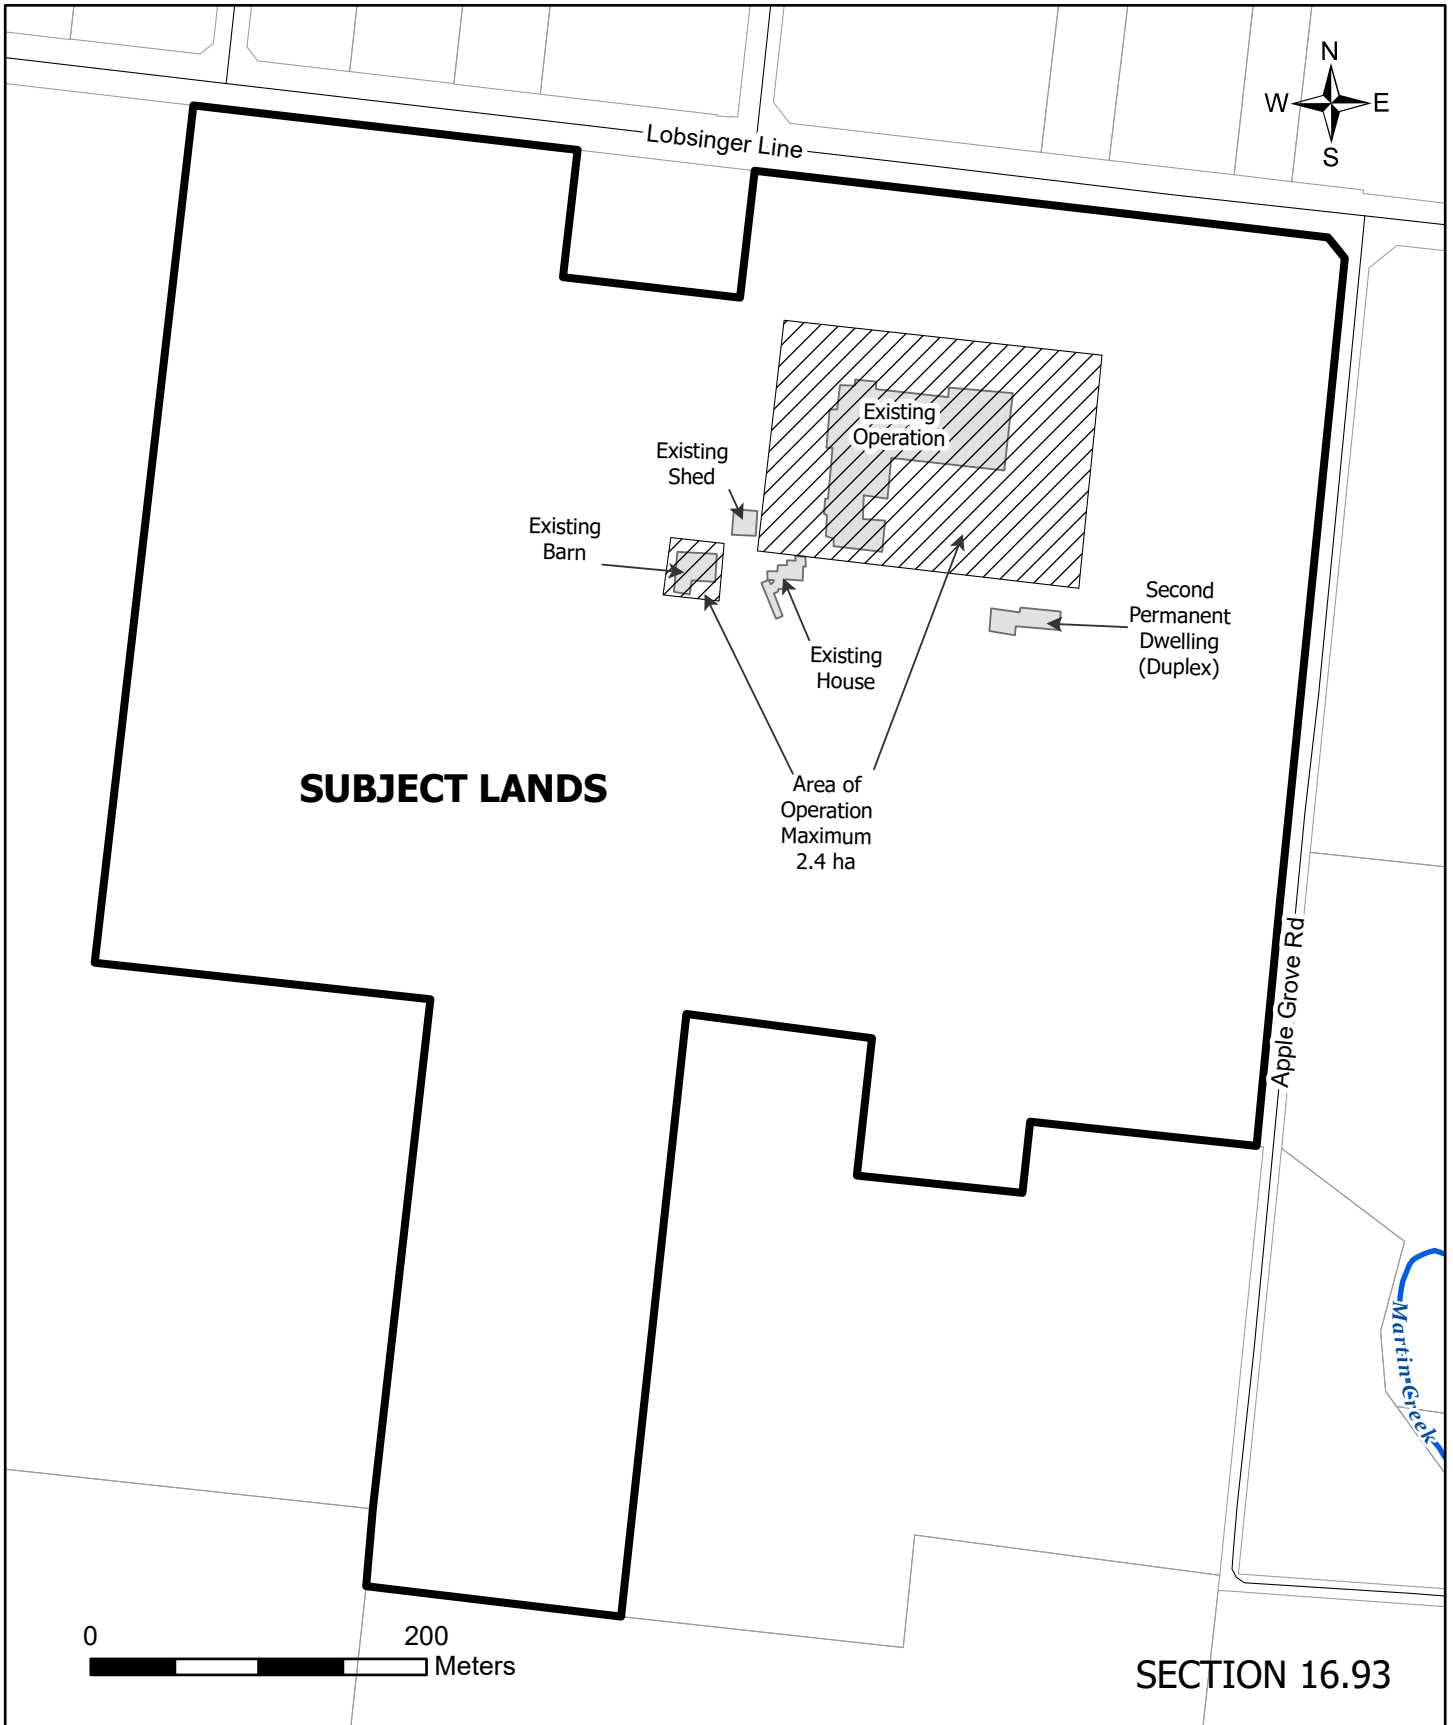 N
W E
S
Lobsinger Line
Existing
Operation
Existing
Shed
Existing
Barn
Second
Permanent
Dwelling
(Duplex)
Existing
House
SUBJECT LANDS
Area of
Operation
Maximum
2.4 ha
Apple Grove Rd
Martin Creek
0 200
Meters
SECTION 16.93